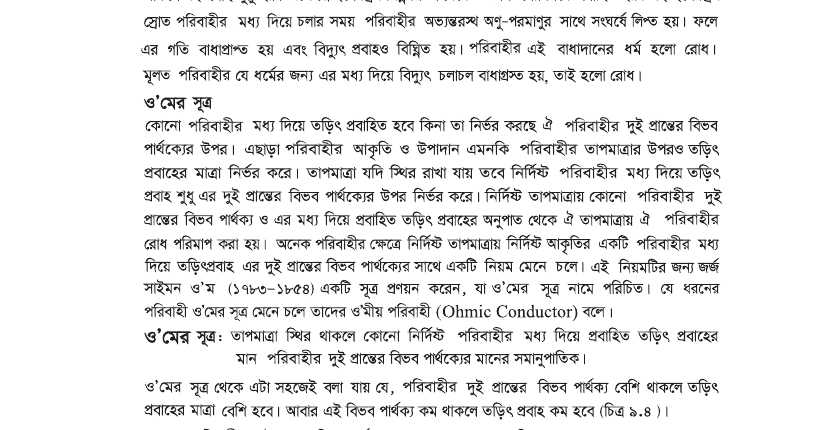 স্রোত পরিবাহীর মধ্য দিয়ে চলার সময় পরিবাহীর অভ্যন্তরস্থ অণু-পরমাণুর সাথে সংঘর্ষে লিপ্ত হয়। ফলে
এর গতি বাধাপ্রাপ্ত হয় এবং বিদ্যুৎ প্রবাহও বিঘ্নিত হয়। পরিবাহীর এই বাধাদানের ধর্ম হলো রোধ।
মূলত পরিবাহীর যে ধর্মের জন্য এর মধ্য দিয়ে বিদ্যুৎ চলাচল বাধাগ্রস্ত হয়, তাই হলো রোধ।
ও'মের সূত্র
কোনো পরিবাহীর মধ্য দিয়ে তড়িৎ প্রবাহিত হবে কিনা তা নির্ভর করছে ঐ পরিবাহীর দুই প্রান্তের বিভব
পার্থক্যের উপর। এছাড়া পরিবাহীর আকৃতি ও উপাদান এমনকি পরিবাহীর তাপমাত্রার উপরও তড়িৎ
প্রবাহের মাত্রা নির্ভর করে। তাপমাত্রা যদি স্থির রাখা যায় তবে নির্দিষ্ট পরিবাহীর মধ্য দিয়ে তড়িৎ
প্রবাহ শুধু এর দুই প্রান্তের বিভব পার্থক্যের উপর নির্ভর করে। নির্দিষ্ট তাপমাত্রায় কোনো পরিবাহীর দুই
প্রান্তের বিভব পার্থক্য ও এর মধ্য দিয়ে প্রবাহিত তড়িৎ প্রবাহের অনুপাত থেকে ঐ তাপমাত্রায় ঐ পরিবাহীর
রোধ পরিমাপ করা হয়। অনেক পরিবাহীর ক্ষেত্রে নির্দিষ্ট তাপমাত্রায় নির্দিষ্ট আকৃতির একটি পরিবাহীর মধ্য
দিয়ে তড়িৎপ্রবাহ এর দুই প্রান্তের বিভব পার্থক্যের সাথে একটি নিয়ম মেনে চলে। এই নিয়মটির জন্য জর্জ
সাইমন ও'ম (১৭৮৩-১৮৫৪) একটি সূত্র প্রণয়ন করেন, যা ও'মের সূত্র নামে পরিচিত। যে ধরনের
পরিবাহী ও'মের সূত্র মেনে চলে তাদের ও'মীয় পরিবাহী (Ohmic Conductor) বলে।
ও'মের সূত্র: তাপমাত্রা স্থির থাকলে কোনো নির্দিষ্ট পরিবাহীর মধ্য দিয়ে প্রবাহিত তড়িৎ প্রবাহের
মান পরিবাহীর দুই প্রান্তের বিভব পার্থক্যের মানের সমানুপাতিক।
ও'মের সূত্র থেকে এটা সহজেই বলা যায় যে, পরিবাহীর দুই প্রান্তের বিভব পার্থক্য বেশি থাকলে তড়িৎ
প্রবাহের মাত্রা বেশি হবে। আবার এই বিভব পার্থক্য কম থাকলে তড়িৎ প্রবাহ কম হবে (চিত্র ৯.৪)।